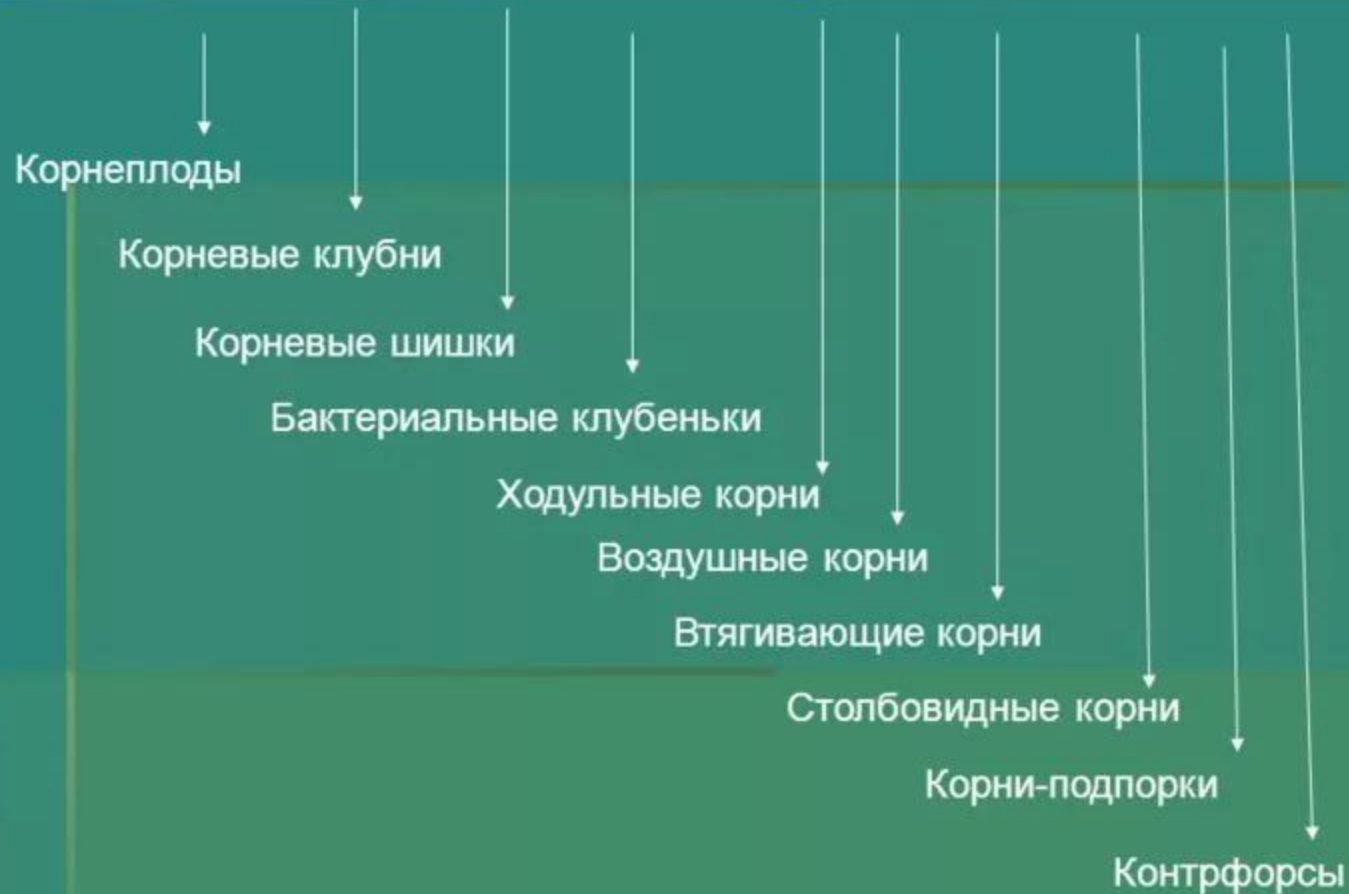 Корнеплоды
Корневые клубни
Корневые шишки
Бактериальные клубеньки
Ходульные корни
Воздушные корни
Втягивающие корни
Столбовидные корни
Корни-подпорки
Контрфорсы